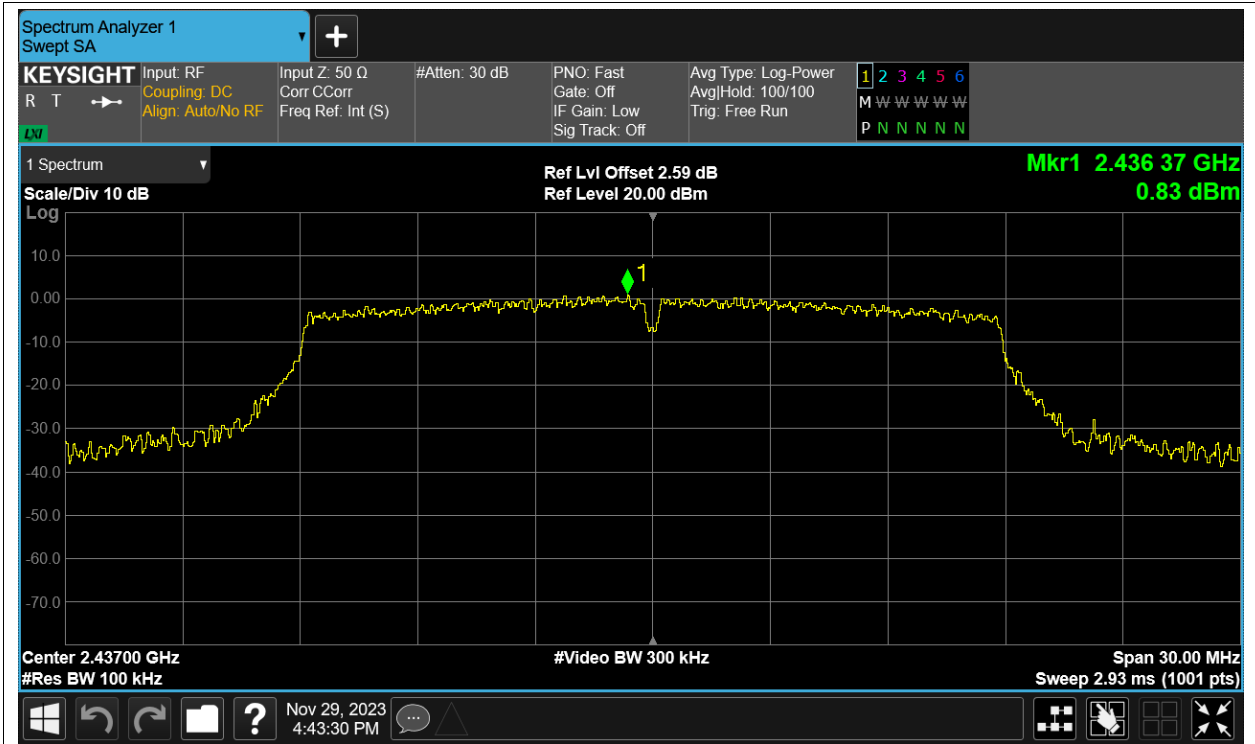 Spectrum Analyzer 1
Swept SA
KEYSIGHT
R T
LXI
Input: RF
Coupling: DC
Align: Auto/No RF
Input Z: 50 Ω
Corr CCorr
Freq Ref: Int (S)
#Atten: 30 dB
PNO: Fast
Gate: Off
IF Gain: Low
Sig Track: Off
Avg Type: Log-Power
Avg|Hold: 100/100
Trig: Free Run
1 2 3 4 5 6
M W W W W W
P N N N N N
1 Spectrum
Scale/Div 10 dB
Log
Ref Lvl Offset 2.59 dB
Ref Level 20.00 dBm
Mkr1 2.436 37 GHz
0.83 dBm
10.0
0.00
-10.0
-20.0
-30.0
-40.0
-50.0
-60.0
-70.0
1
Center 2.43700 GHz
#Res BW 100 kHz
#Video BW 300 kHz
Span 30.00 MHz
Sweep 2.93 ms (1001 pts)
?
Nov 29, 2023
4:43:30 PM